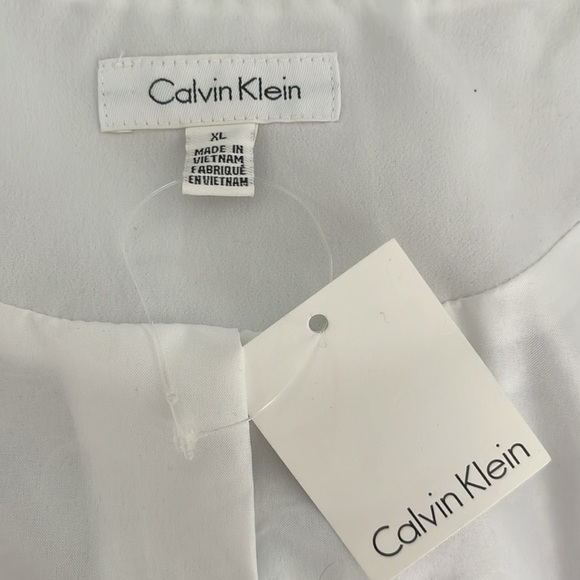 Calvin Klein
XL
MADE IN
VIETNAM
FABRIQUÉ
EN VIETNAM
Calvin Klein